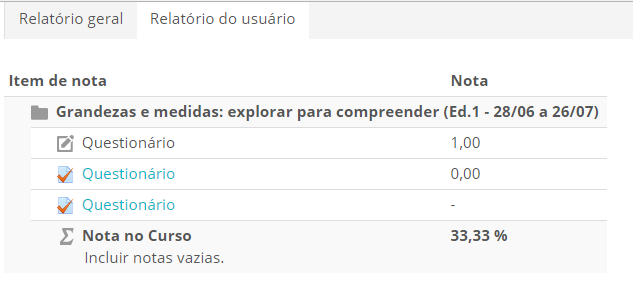 Relatório geral Relatório do usuário
Item de nota Nota
Grandezas e medidas: explorar para compreender (Ed.1 - 28/06 a 26/07)
Questionário 1,00
Questionário 0,00
Questionário -
Nota no Curso 33,33 %
Incluir notas vazias.